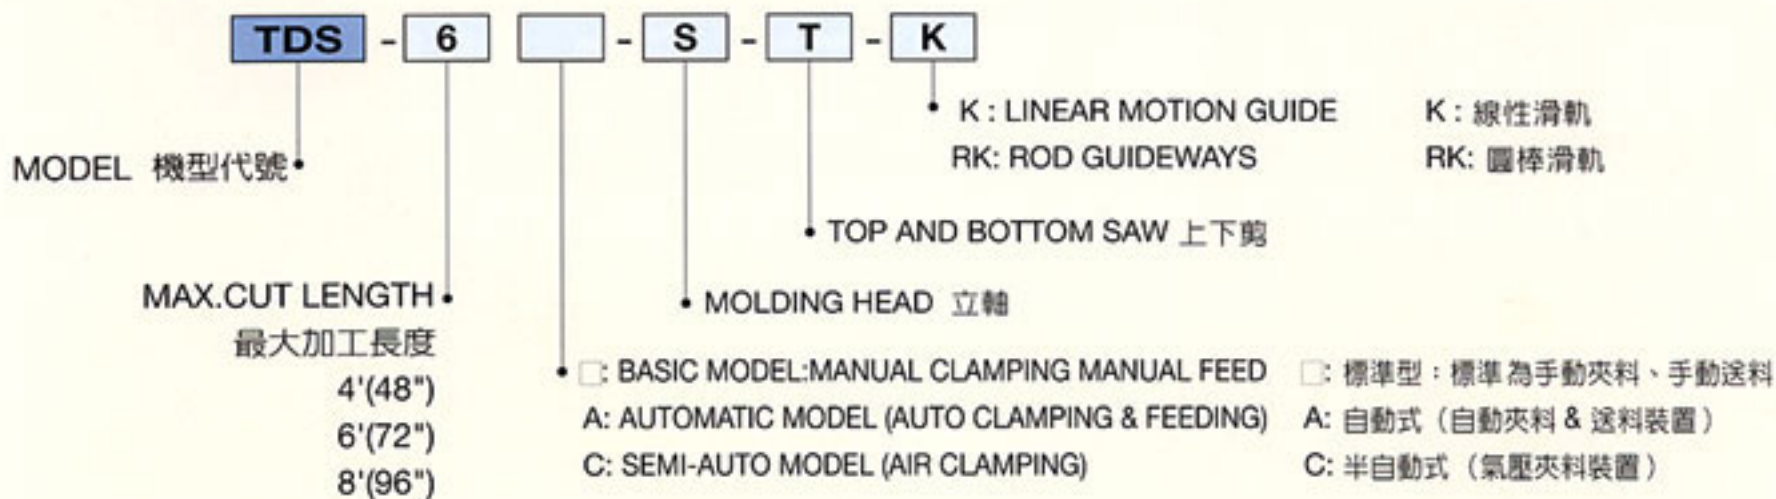 TDS - 6 □ - S - T - K
K : LINEAR MOTION GUIDE K : 線性滑軌
RK: ROD GUIDEWAYS RK: 圓棒滑軌
MODEL 機型代號
TOP AND BOTTOM SAW 上下剪
MAX.CUT LENGTH
MOLDING HEAD 立軸
最大加工長度
□: BASIC MODEL:MANUAL CLAMPING MANUAL FEED □: 標準型：標準為手動夾料、手動送料
4'(48")
A: AUTOMATIC MODEL (AUTO CLAMPING & FEEDING) A: 自動式（自動夾料 & 送料裝置）
6'(72")
C: SEMI-AUTO MODEL (AIR CLAMPING) C: 半自動式（氣壓夾料裝置）
8'(96")